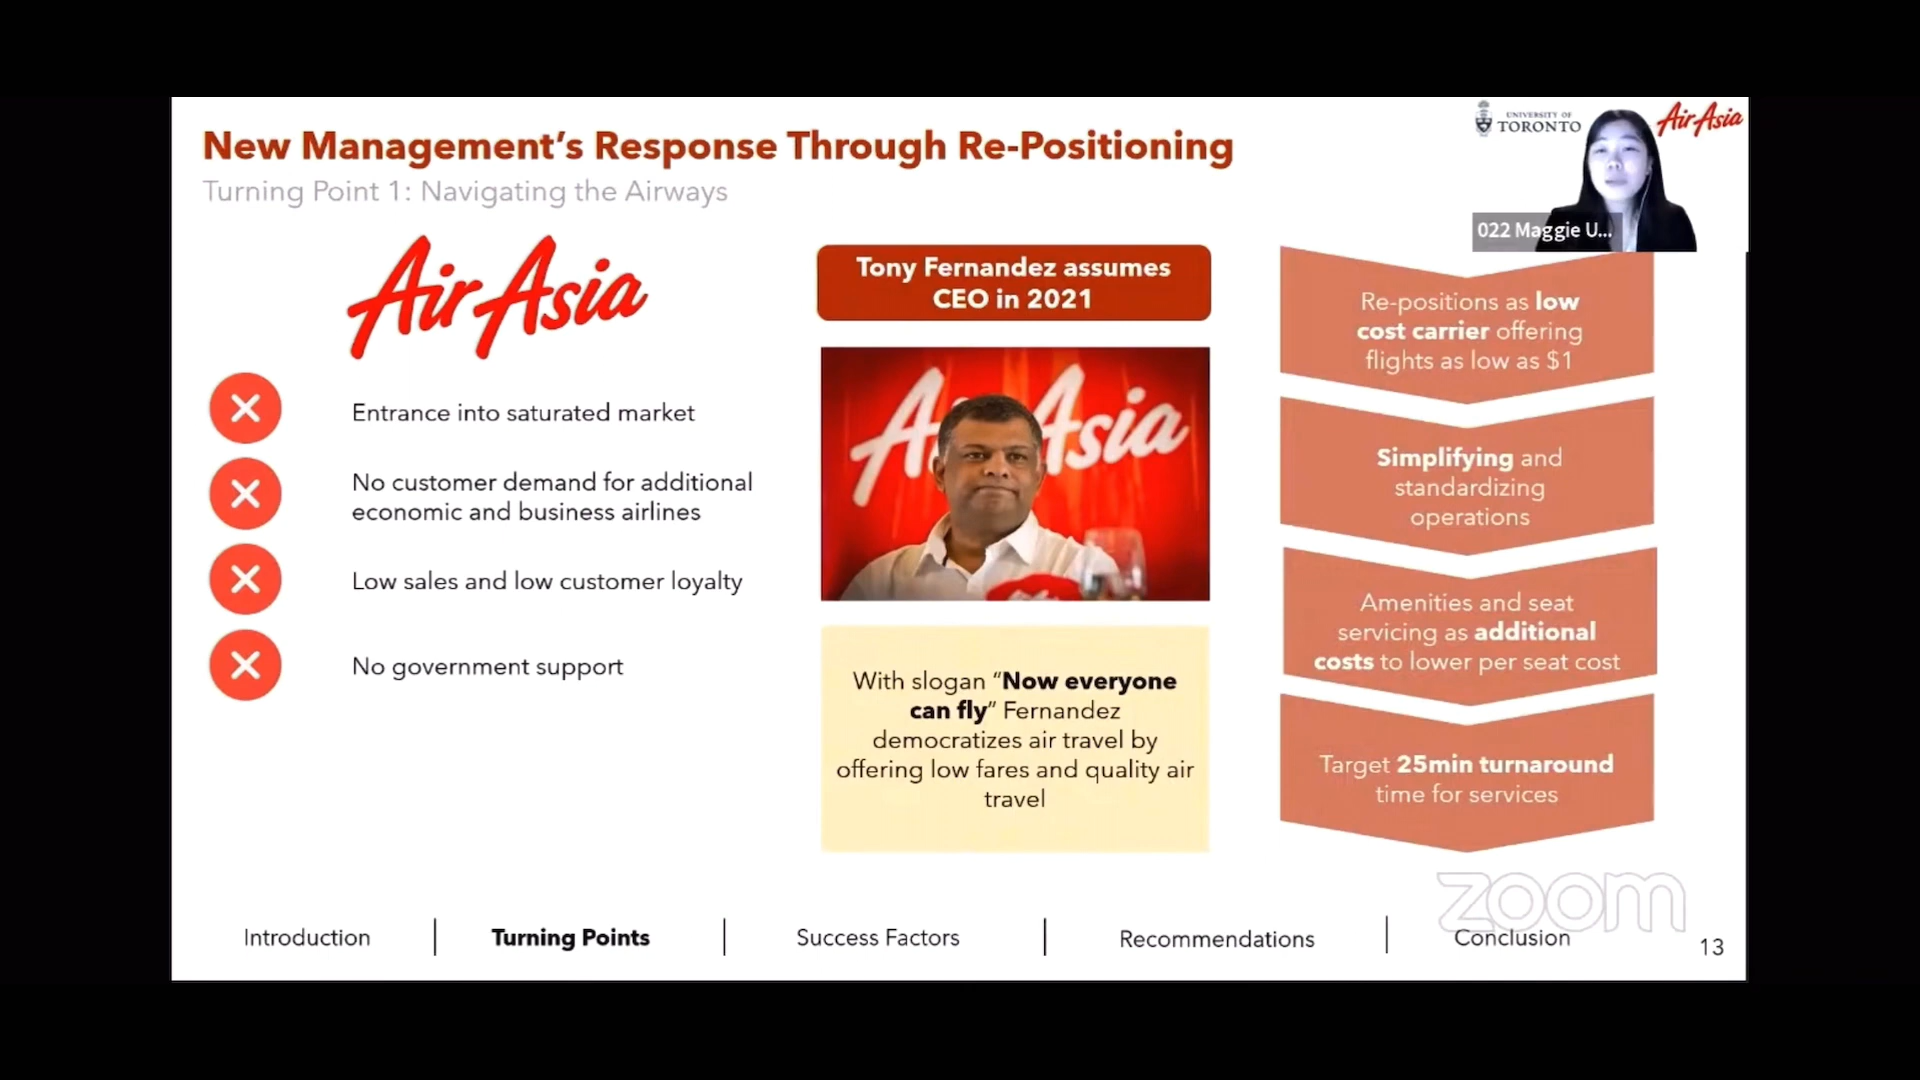 New Management's Response Through Re-Positioning
Turning Point 1: Navigating the Airways
UNIVERSITY OF
TORONTO
AirAsia
022 Maggie U...
AirAsia
Entrance into saturated market
No customer demand for additional
economic and business airlines
Low sales and low customer loyalty
No government support
Tony Fernandez assumes
CEO in 2021
Asia
With slogan “Now everyone
can fly” Fernandez
democratizes air travel by
offering low fares and quality air
travel
Re-positions as low
cost carrier offering
flights as low as $1
Simplifying and
standardizing
operations
Amenities and seat
servicing as additional
costs to lower per seat cost
Target 25min turnaround
time for services
zoom
Introduction
Turning Points
Success Factors
Recommendations
Conclusion
13